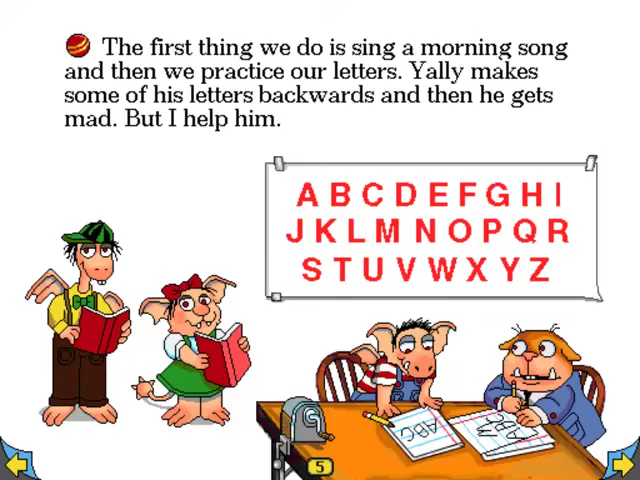 The first thing we do is sing a morning song
and then we practice our letters. Yally makes
some of his letters backwards and then he gets
mad. But I help him.
A B C D E F G H I
J K L M N O P Q R
S T U V W X Y Z
ABC
5